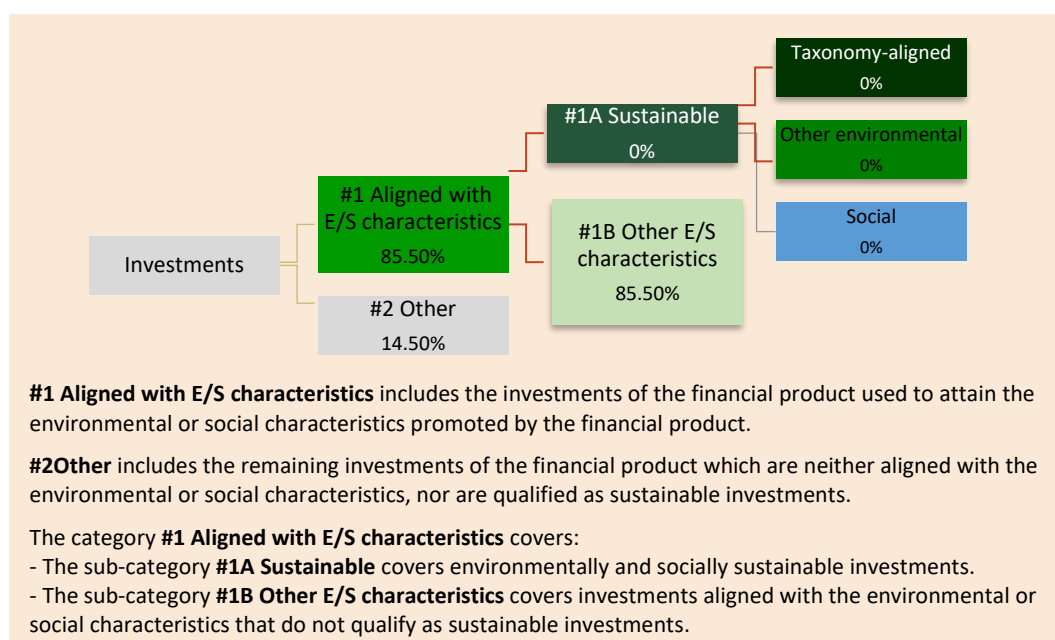 Taxonomy-aligned
0%
#1A Sustainable
0%
Other environmental
0%
#1 Aligned with
E/S characteristics
85.50%
#1B Other E/S
characteristics
85.50%
Social
0%
Investments
#2 Other
14.50%
#1 Aligned with E/S characteristics includes the investments of the financial product used to attain the
environmental or social characteristics promoted by the financial product.
#2Other includes the remaining investments of the financial product which are neither aligned with the
environmental or social characteristics, nor are qualified as sustainable investments.
The category #1 Aligned with E/S characteristics covers:
- The sub-category #1A Sustainable covers environmentally and socially sustainable investments.
- The sub-category #1B Other E/S characteristics covers investments aligned with the environmental or
social characteristics that do not qualify as sustainable investments.